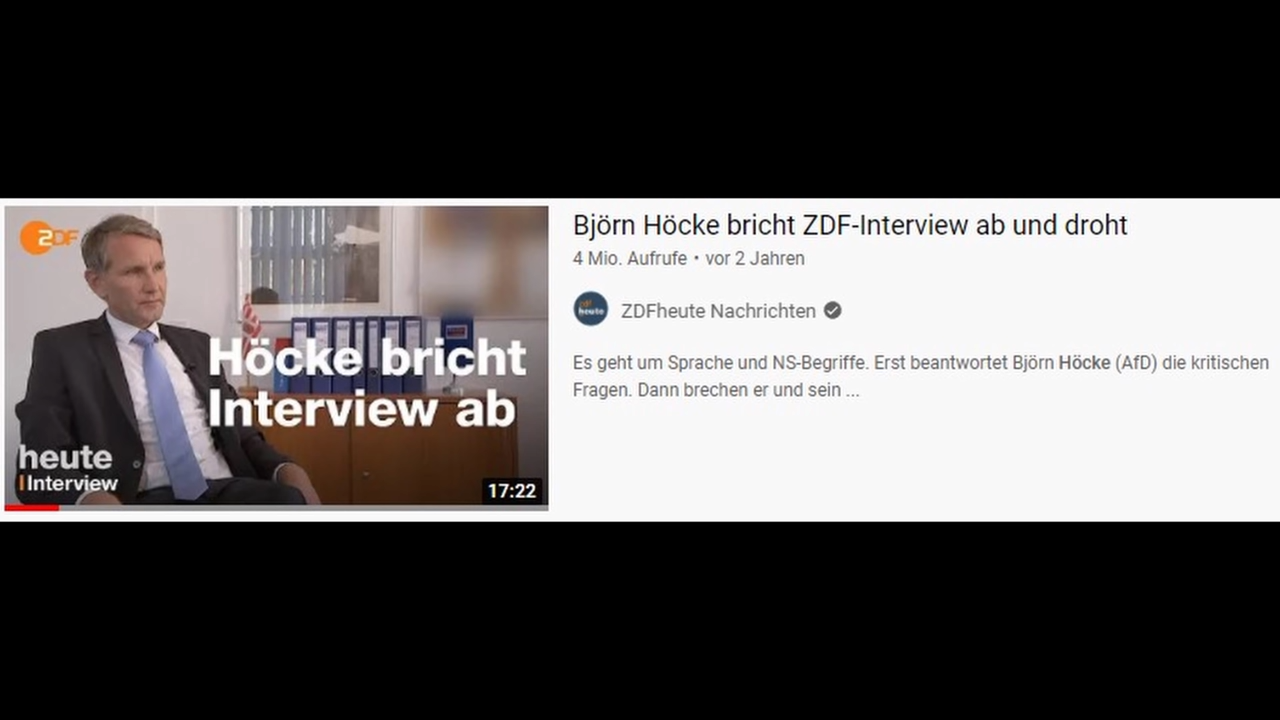 ZDF
Höcke bricht
Interview ab
heute
Interview
17:22
Björn Höcke bricht ZDF-Interview ab und droht
4 Mio. Aufrufe • vor 2 Jahren
ZDF heute
ZDFheute Nachrichten
Es geht um Sprache und NS-Begriffe. Erst beantwortet Björn Höcke (AfD) die kritischen
Fragen. Dann brechen er und sein ...